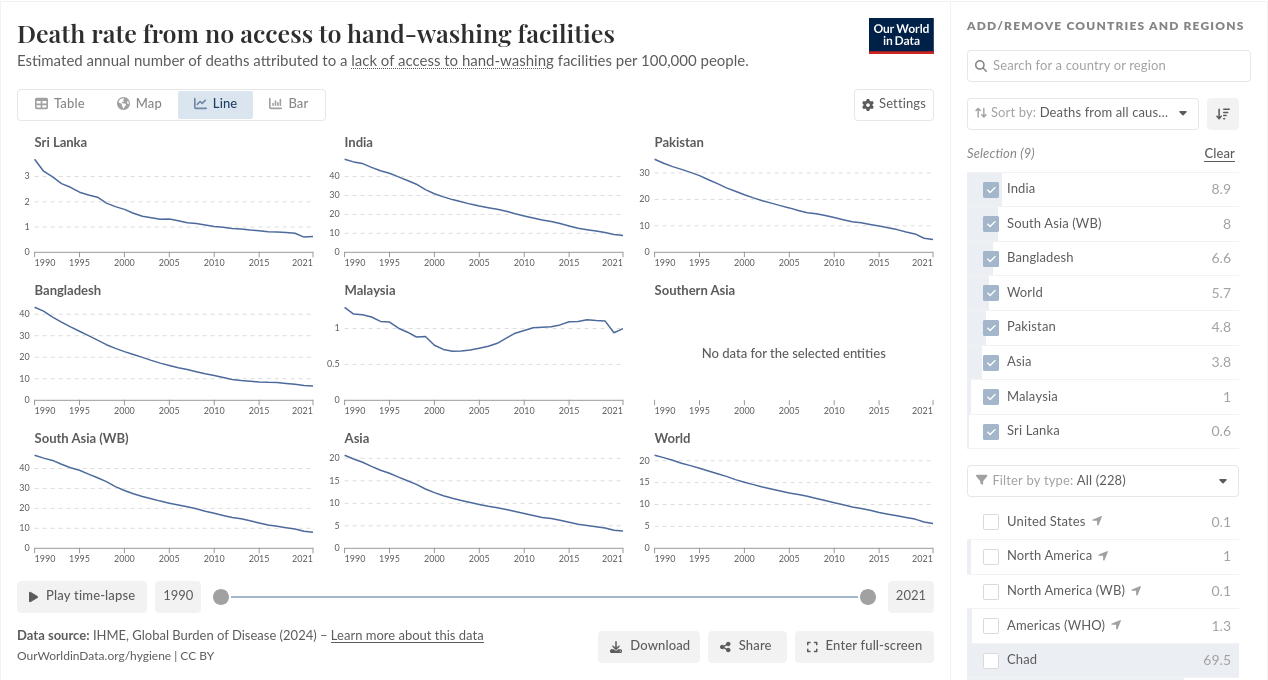 Death rate from no access to hand-washing facilities
Estimated annual number of deaths attributed to a lack of access to hand-washing facilities per 100,000 people.
Our World
in Data
Table
Map
Line
Bar
Settings
Sri Lanka
3
2
1
0
1990 1995 2000 2005 2010 2015 2021
India
40
30
20
10
0
1990 1995 2000 2005 2010 2015 2021
Pakistan
30
20
10
0
1990 1995 2000 2005 2010 2015 2021
Bangladesh
40
30
20
10
0
1990 1995 2000 2005 2010 2015 2021
Malaysia
1
0.5
0
1990 1995 2000 2005 2010 2015 2021
Southern Asia
No data for the selected entities
1990 1995 2000 2005 2010 2015 2021
South Asia (WB)
40
30
20
10
0
1990 1995 2000 2005 2010 2015 2021
Asia
20
15
10
5
0
1990 1995 2000 2005 2010 2015 2021
World
20
15
10
5
0
1990 1995 2000 2005 2010 2015 2021
Play time-lapse
1990
2021
Data source: IHME, Global Burden of Disease (2024) – Learn more about this data
OurWorldinData.org/hygiene | CC BY
Download
Share
Enter full-screen
ADD/REMOVE COUNTRIES AND REGIONS
Search for a country or region
Sort by: Deaths from all caus...
Selection (9)
Clear
India 8.9
South Asia (WB) 8
Bangladesh 6.6
World 5.7
Pakistan 4.8
Asia 3.8
Malaysia 1
Sri Lanka 0.6
Filter by type: All (228)
United States 0.1
North America 1
North America (WB) 0.1
Americas (WHO) 1.3
Chad 69.5